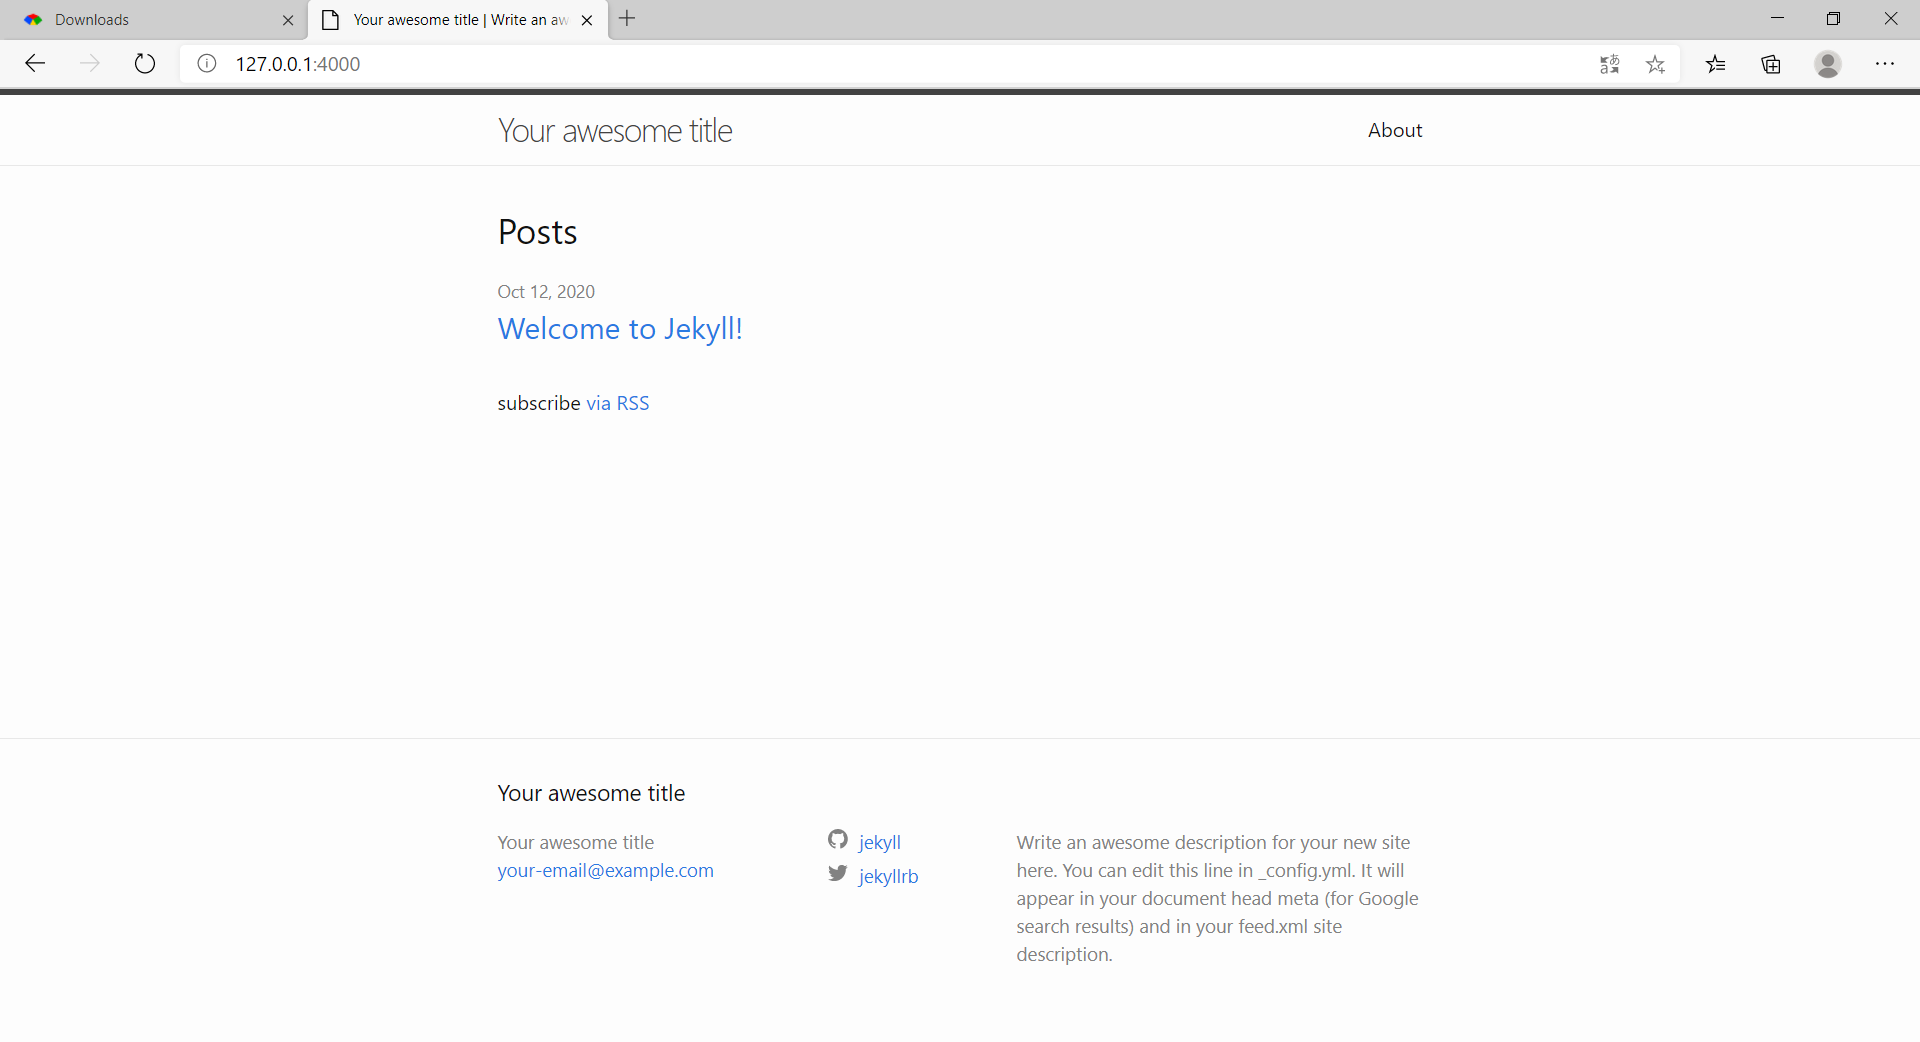 Downloads
Your awesome title | Write an aw
127.0.0.1:4000
Your awesome title
About
Posts
Oct 12, 2020
Welcome to Jekyll!
subscribe via RSS
Your awesome title
Your awesome title
your-email@example.com
jekyll
jekyllrb
Write an awesome description for your new site
here. You can edit this line in _config.yml. It will
appear in your document head meta (for Google
search results) and in your feed.xml site
description.